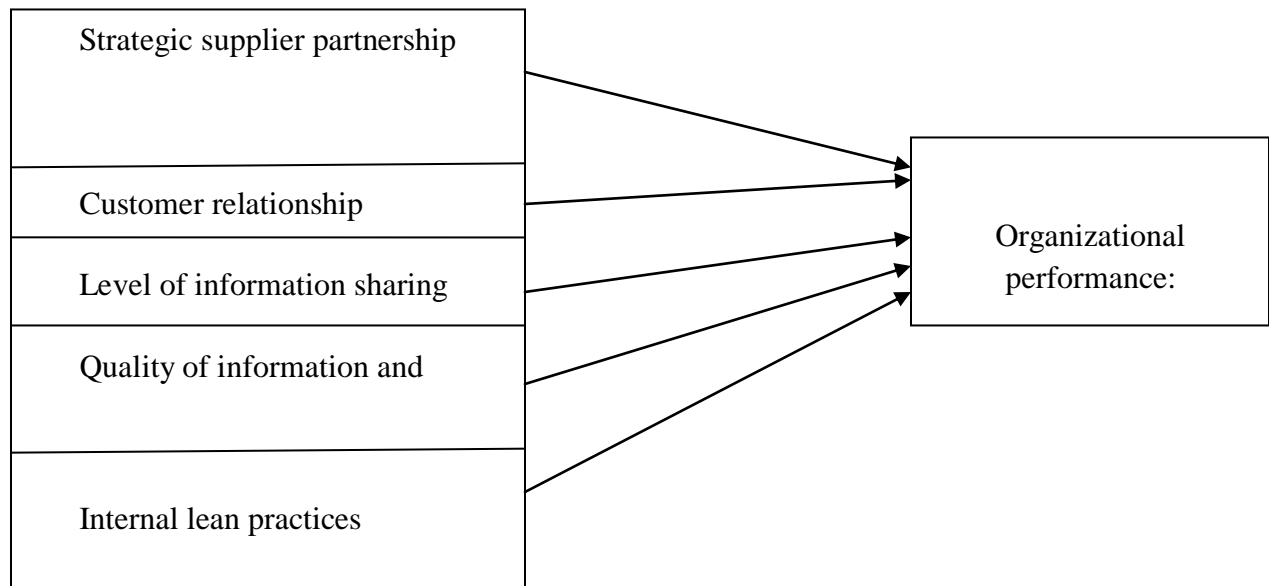 Strategic supplier partnership
Customer relationship
Level of information sharing
Quality of information and
Internal lean practices
Organizational
performance: